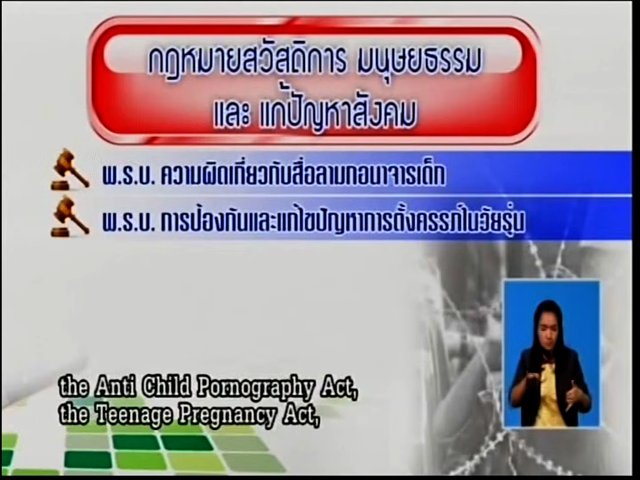 กฎหมายสวัสดิการ มนุษยธรรม
และ แก้ปัญหาสังคม
พ.ร.บ. ความผิดเกี่ยวกับสื่อลามกอนาจารเด็ก
พ.ร.บ. การป้องกันและแก้ไขปัญหาการตั้งครรภ์ในวัยรุ่น
the Anti Child Pornography Act,
the Teenage Pregnancy Act,